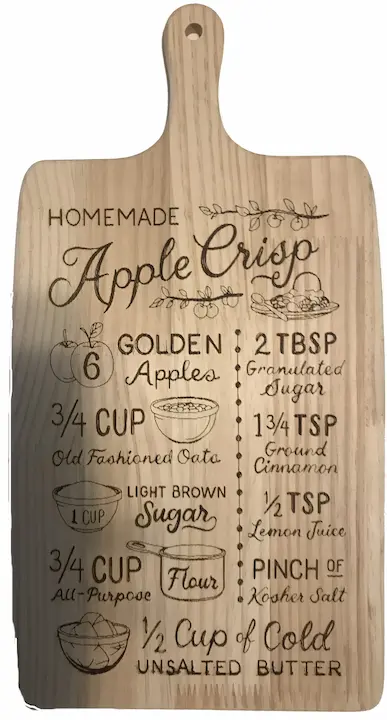 HOMEMADE
Apple Crisp
6 GOLDEN
Apples
3/4 CUP
Old Fashioned Oats
1 CUP LIGHT BROWN
Sugar
3/4 CUP Flour
All-Purpose
2 TBSP
Granulated
Sugar
1 3/4 TSP
Ground
Cinnamon
1/2 TSP
Lemon Juice
PINCH OF
Kosher Salt
1/2 Cup of Cold
UNSALTED BUTTER